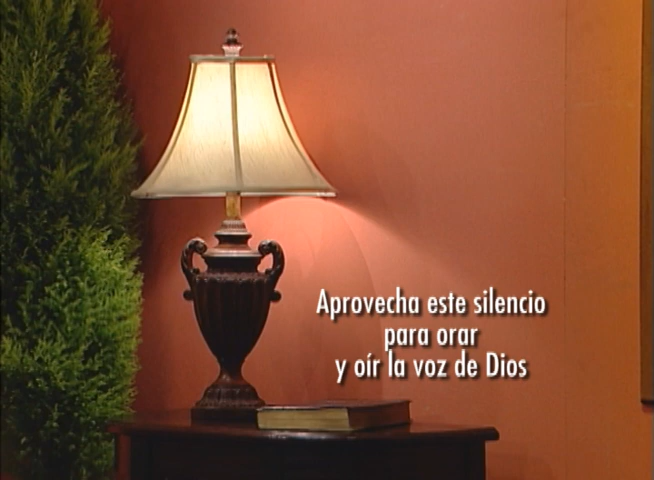 Aprovecha este silencio
para orar
y oír la voz de Dios